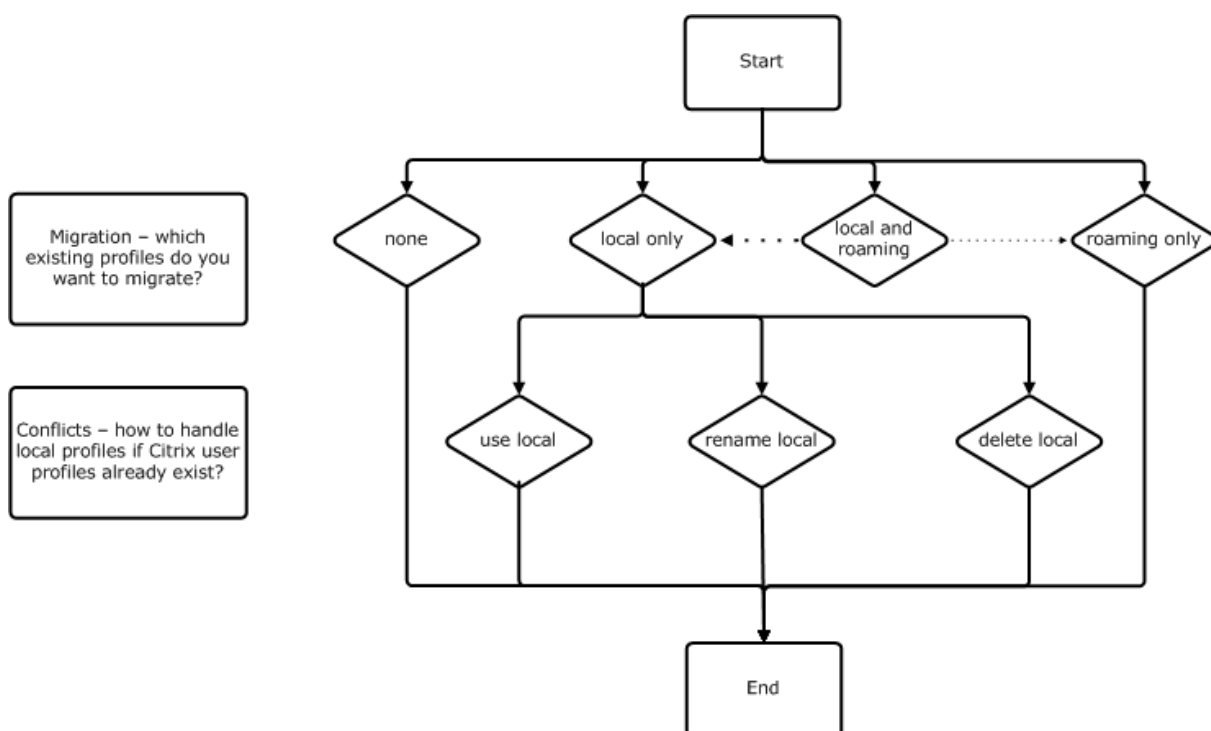 Start
Migration – which
existing profiles do you
want to migrate?
none
local only
local and
roaming
roaming only
Conflicts – how to handle
local profiles if Citrix user
profiles already exist?
use local
rename local
delete local
End